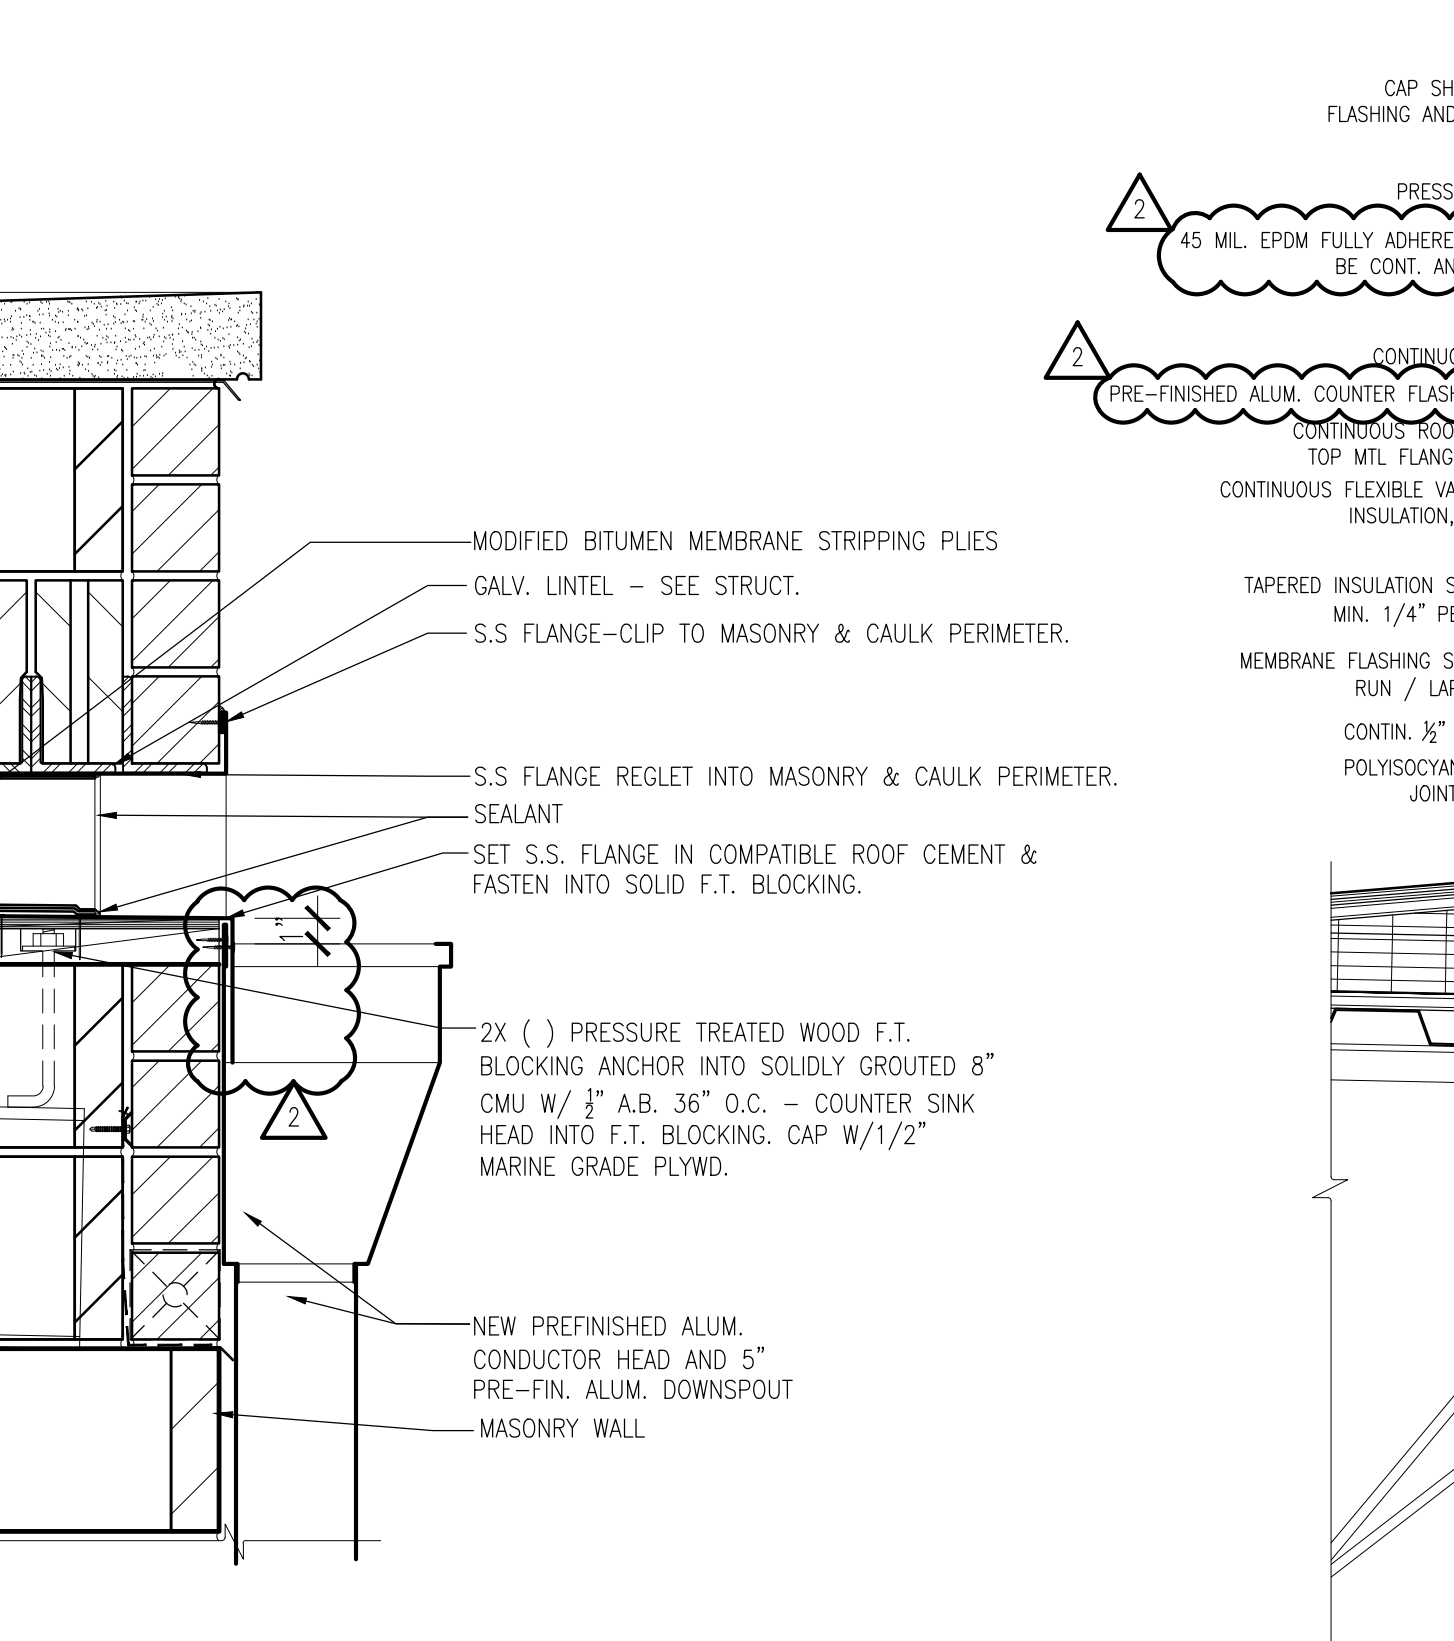 MODIFIED BITUMEN MEMBRANE STRIPPING PLIES
GALV. LINTEL – SEE STRUCT.
S.S FLANGE–CLIP TO MASONRY & CAULK PERIMETER.
S.S FLANGE REGLET INTO MASONRY & CAULK PERIMETER.
SEALANT
SET S.S. FLANGE IN COMPATIBLE ROOF CEMENT &
FASTEN INTO SOLID F.T. BLOCKING.
1"
2X ( ) PRESSURE TREATED WOOD F.T.
BLOCKING ANCHOR INTO SOLIDLY GROUTED 8"
CMU W/ ½" A.B. 36" O.C. – COUNTER SINK
HEAD INTO F.T. BLOCKING. CAP W/1/2"
MARINE GRADE PLYWD.
2
NEW PREFINISHED ALUM.
CONDUCTOR HEAD AND 5"
PRE–FIN. ALUM. DOWNSPOUT
MASONRY WALL
CAP SH
FLASHING AND
PRESS
2
45 MIL. EPDM FULLY ADHERE
BE CONT. AN
2
CONTINUO
PRE–FINISHED ALUM. COUNTER FLASH
CONTINUOUS ROO
TOP MTL FLANG
CONTINUOUS FLEXIBLE VA
INSULATION,
TAPERED INSULATION S
MIN. 1/4" PE
MEMBRANE FLASHING S
RUN / LAP
CONTIN. ½"
POLYISOCYAN
JOINT